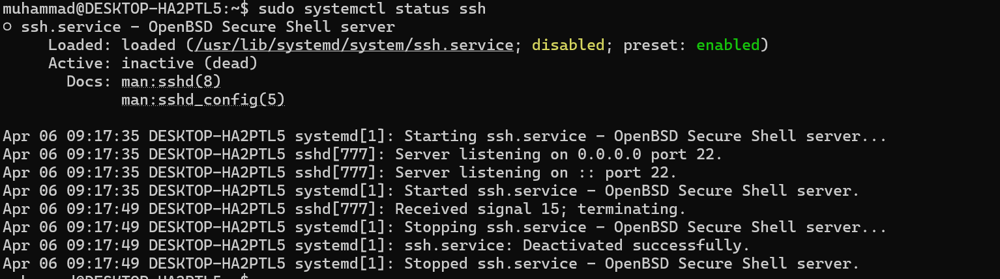 muhammad@DESKTOP-HA2PTL5:~$ sudo systemctl status ssh
○ ssh.service - OpenBSD Secure Shell server
     Loaded: loaded (/usr/lib/systemd/system/ssh.service; disabled; preset: enabled)
     Active: inactive (dead)
       Docs: man:sshd(8)
             man:sshd_config(5)

Apr 06 09:17:35 DESKTOP-HA2PTL5 systemd[1]: Starting ssh.service - OpenBSD Secure Shell server...
Apr 06 09:17:35 DESKTOP-HA2PTL5 sshd[777]: Server listening on 0.0.0.0 port 22.
Apr 06 09:17:35 DESKTOP-HA2PTL5 sshd[777]: Server listening on :: port 22.
Apr 06 09:17:35 DESKTOP-HA2PTL5 systemd[1]: Started ssh.service - OpenBSD Secure Shell server.
Apr 06 09:17:49 DESKTOP-HA2PTL5 sshd[777]: Received signal 15; terminating.
Apr 06 09:17:49 DESKTOP-HA2PTL5 systemd[1]: Stopping ssh.service - OpenBSD Secure Shell server...
Apr 06 09:17:49 DESKTOP-HA2PTL5 systemd[1]: ssh.service: Deactivated successfully.
Apr 06 09:17:49 DESKTOP-HA2PTL5 systemd[1]: Stopped ssh.service - OpenBSD Secure Shell server.
muhammad@DESKTOP-HA2PTL5:~$